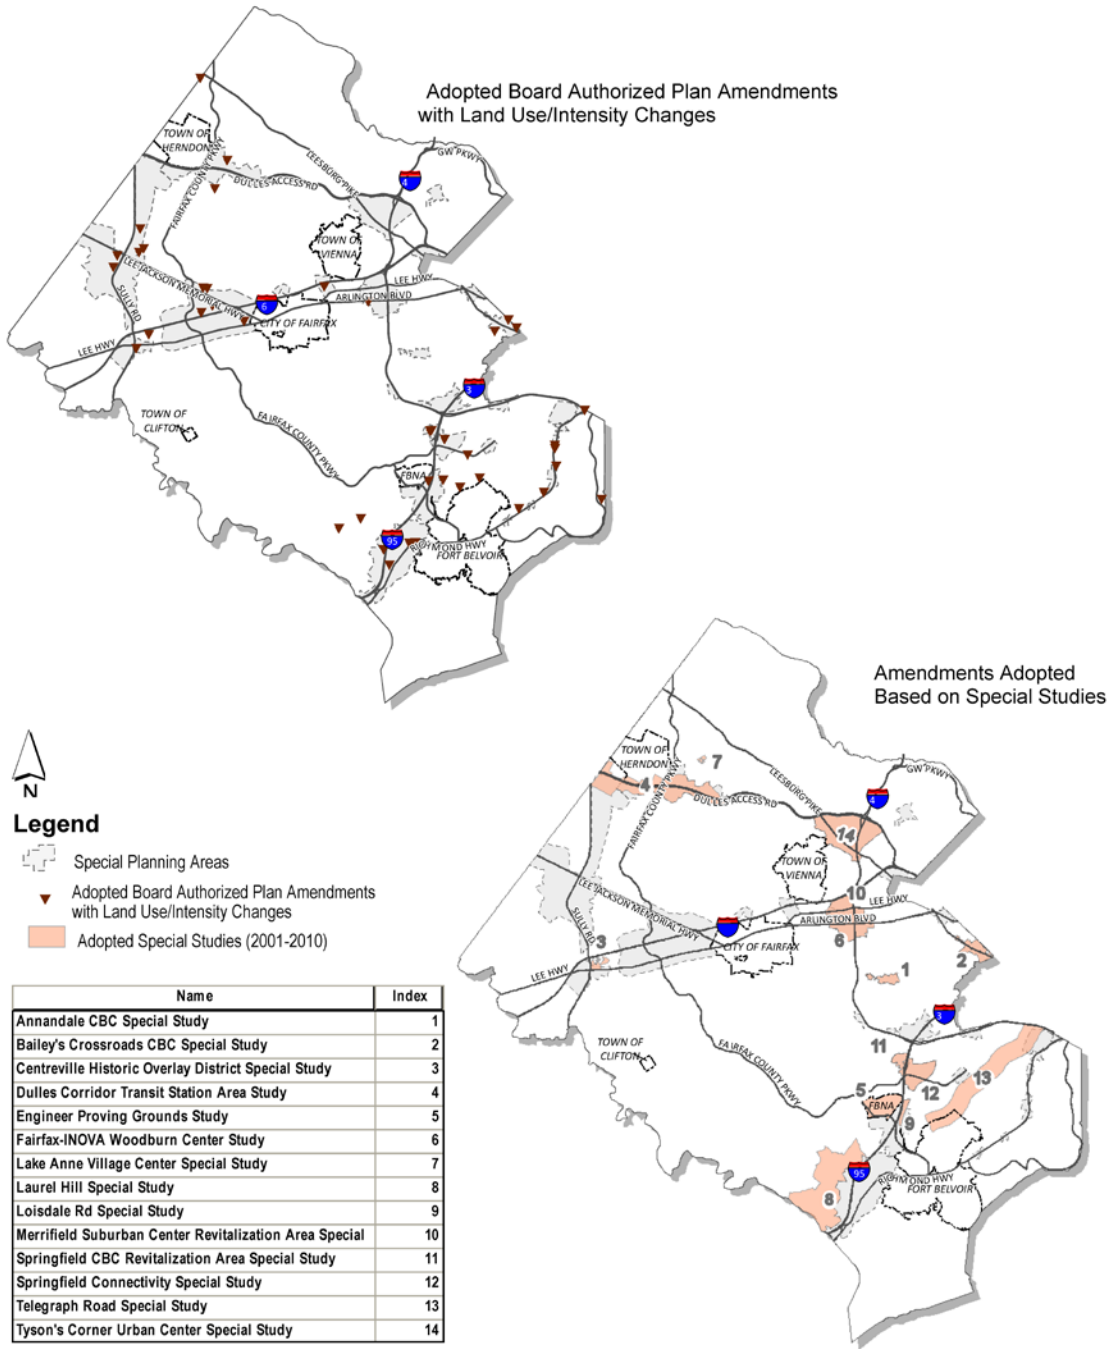 Adopted Board Authorized Plan Amendments
with Land Use/Intensity Changes
TOWN OF
HERNDON
FAIRFAX COUNTY PKWY
LEESBURG PIKE
GW PKWY
4
DULLES ACCESS RD
TOWN OF
VIENNA
LEE JACKSON MEMORIAL HWY
SULLY RD
6
LEE HWY
ARLINGTON BLVD
CITY OF FAIRFAX
LEE HWY
3
TOWN OF
CLIFTON
FAIRFAX COUNTY PKWY
FBNA
95
RICHMOND HWY
FORT BELVOIR
Amendments Adopted
Based on Special Studies
TOWN OF
HERNDON
7
4
FAIRFAX COUNTY PKWY
LEESBURG PIKE
GW PKWY
4
DULLES ACCESS RD
14
TOWN OF
VIENNA
10
LEE JACKSON MEMORIAL HWY
SULLY RD
LEE HWY
ARLINGTON BLVD
3
CITY OF FAIRFAX
6
2
LEE HWY
1
3
TOWN OF
CLIFTON
FAIRFAX COUNTY PKWY
11
13
5
12
FBNA
9
95
8
RICHMOND HWY
FORT BELVOIR
N
Legend
Special Planning Areas
Adopted Board Authorized Plan Amendments
with Land Use/Intensity Changes
Adopted Special Studies (2001-2010)
Name Index
Annandale CBC Special Study 1
Bailey's Crossroads CBC Special Study 2
Centreville Historic Overlay District Special Study 3
Dulles Corridor Transit Station Area Study 4
Engineer Proving Grounds Study 5
Fairfax-INOVA Woodburn Center Study 6
Lake Anne Village Center Special Study 7
Laurel Hill Special Study 8
Loisdale Rd Special Study 9
Merrifield Suburban Center Revitalization Area Special 10
Springfield CBC Revitalization Area Special Study 11
Springfield Connectivity Special Study 12
Telegraph Road Special Study 13
Tyson's Corner Urban Center Special Study 14